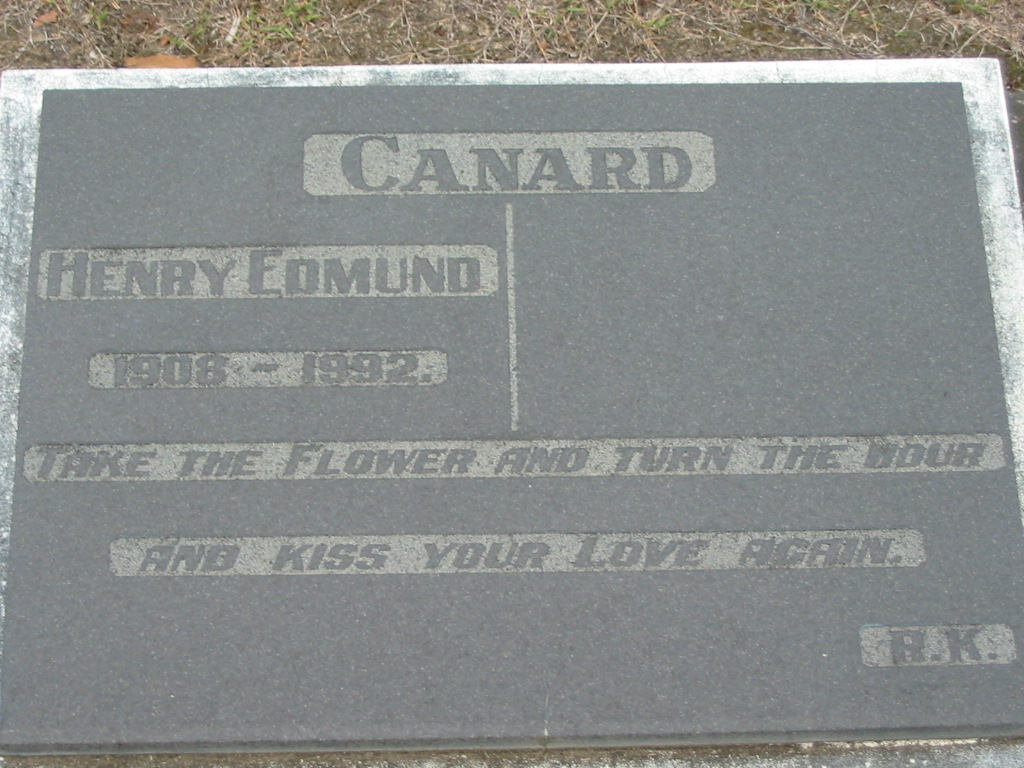 CANARD
HENRY EDMUND
1908 - 1992.
TAKE THE FLOWER AND TURN THE HOUR
AND KISS YOUR LOVE AGAIN.
R.K.